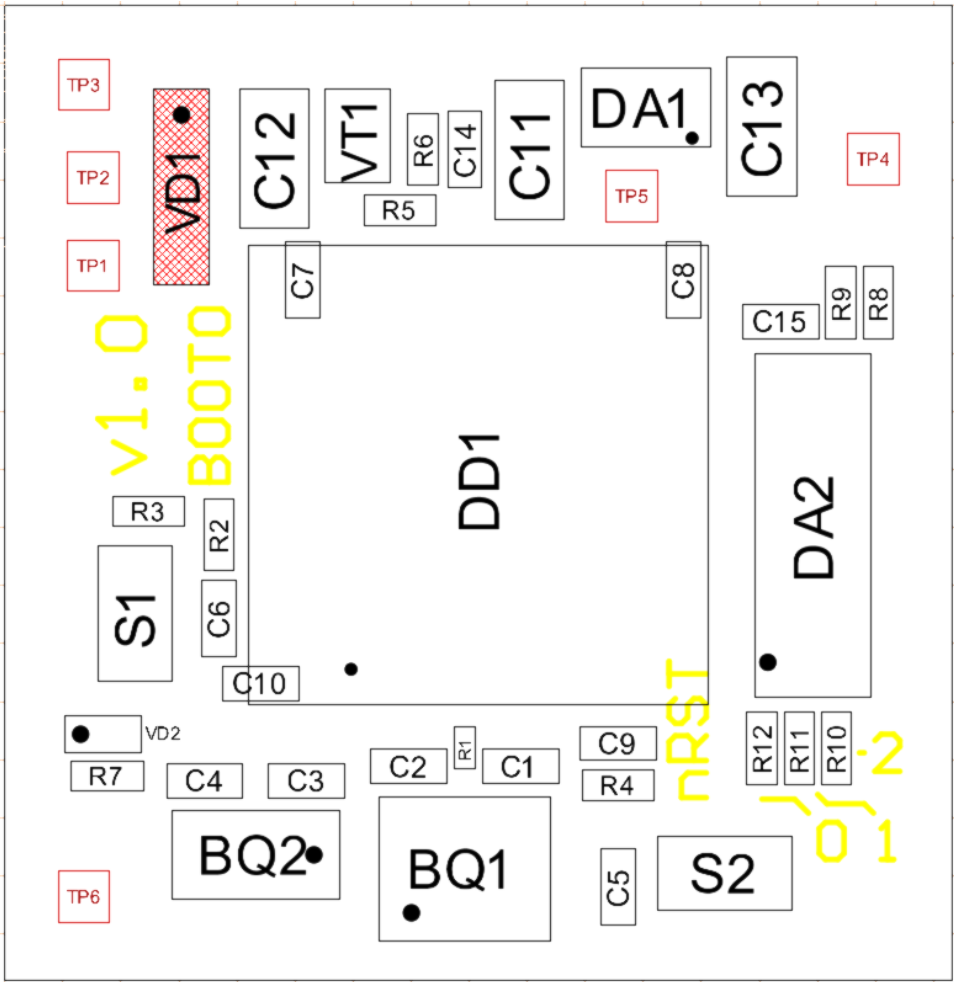 TP3
VD1
C12
VT1
R6
C14
C11
DA1
C13
TP4
TP2
R5
TP5
TP1
C7
C8
C15
R9
R8
v1.0
BOOT0
DD1
DA2
R3
R2
S1
C6
C10
nRST
VD2
R7
C4
C3
C2
R1
C1
C9
R4
R12
R11
R10
-2
0 1
BQ2
BQ1
C5
S2
TP6